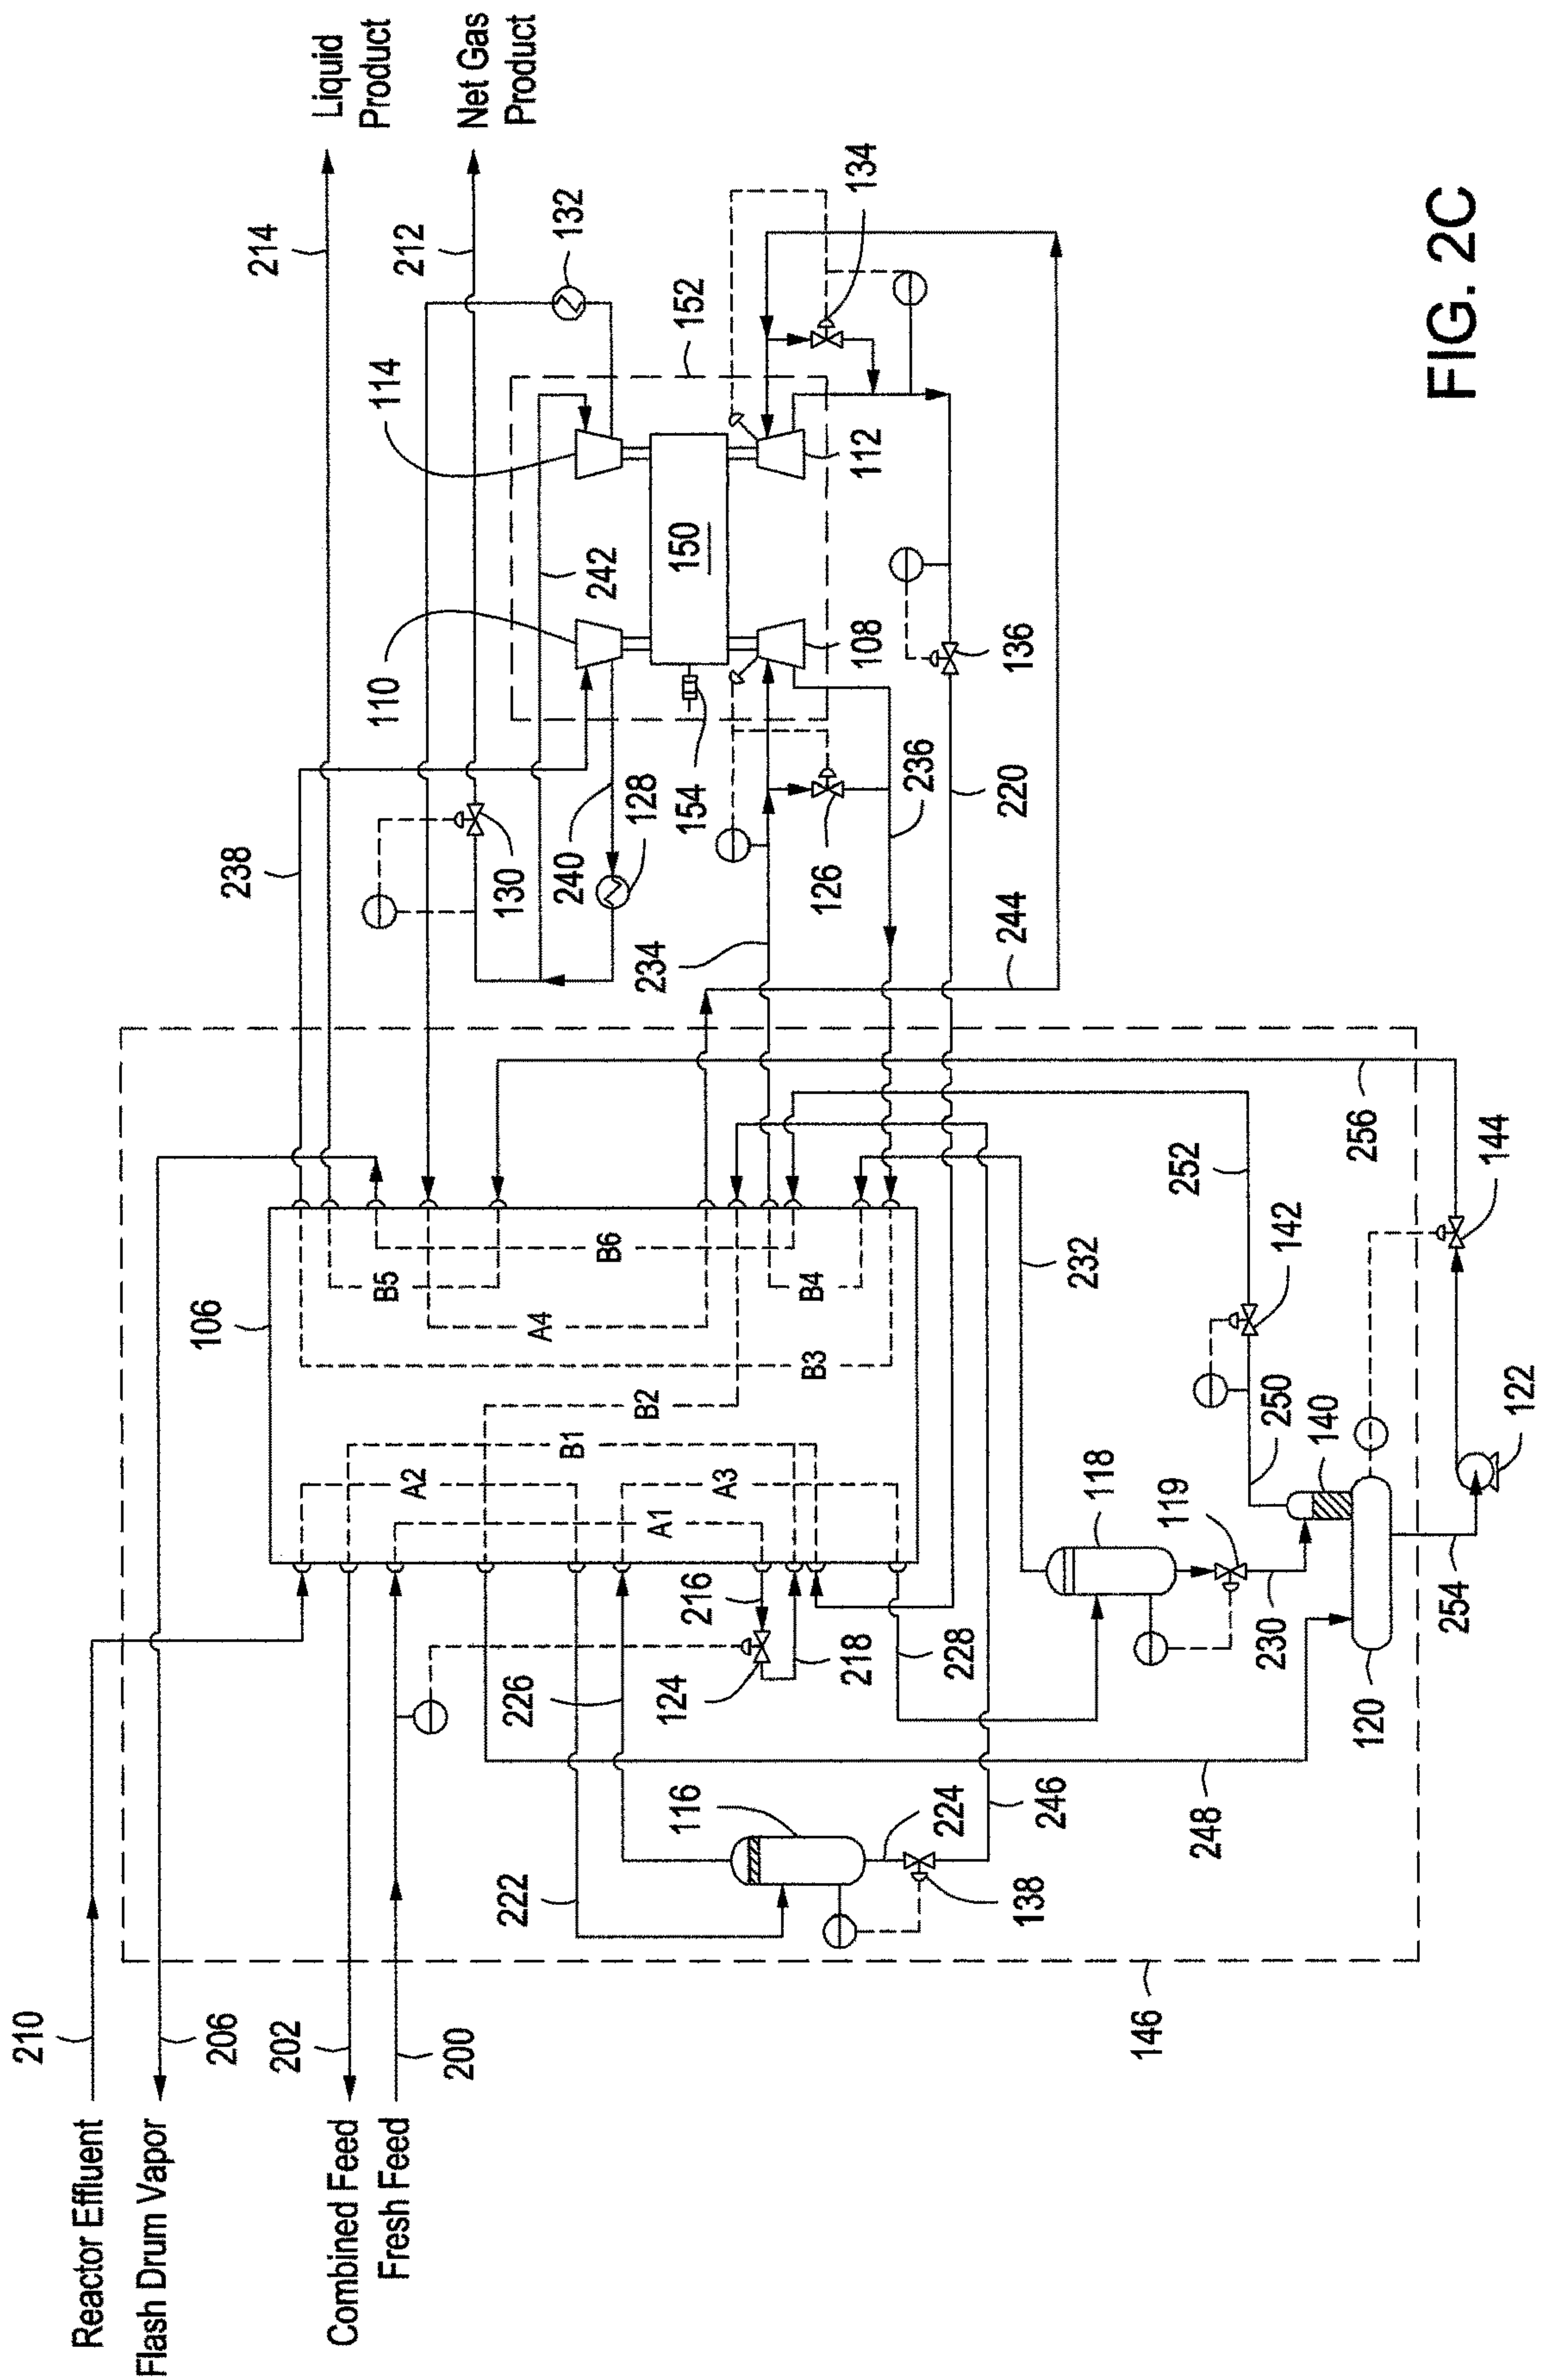 Liquid
Product
Net Gas
Product
214
212
132
134
114
152
242
150
112
110
108
136
154
236
220
238
130
240
128
126
234
244
256
144
252
142
232
106
B6
B5
B4
A4
B3
B2
B1
A2
A3
A1
250
140
122
118
119
216
218
228
230
254
120
226
124
116
224
246
248
222
138
146
210
206
202
200
Reactor Effluent
Flash Drum Vapor
Combined Feed
Fresh Feed
FIG. 2C